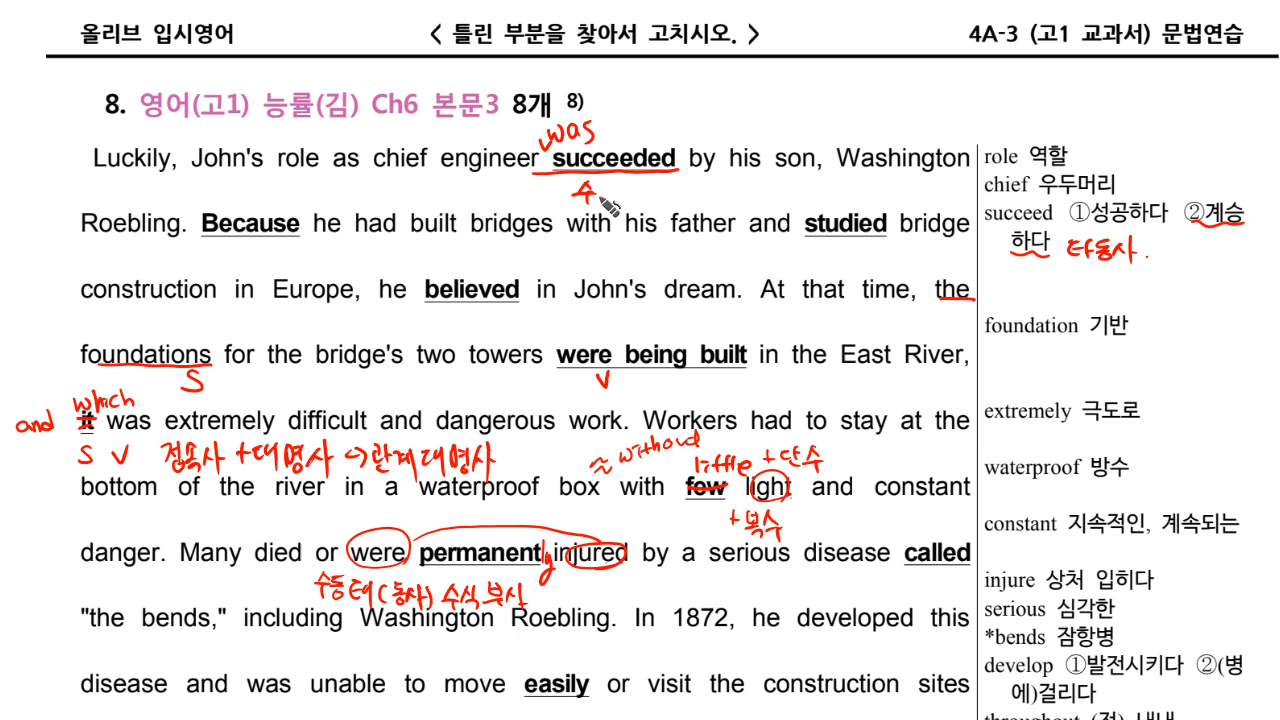 올리브 입시영어 < 틀린 부분을 찾아서 고치시오. > 4A-3 (고1 교과서) 문법연습
8. 영어(고1) 능률(김) Ch6 본문3 8개 8)
was
Luckily, John's role as chief engineer succeeded by his son, Washington
수
Roebling. Because he had built bridges with his father and studied bridge
construction in Europe, he believed in John's dream. At that time, the
foundations for the bridge's two towers were being built in the East River,
S V
and which
it was extremely difficult and dangerous work. Workers had to stay at the
S V 접속사 + 대명사 → 관계대명사
≒ without little + 단수
bottom of the river in a waterproof box with few light and constant
+ 복수
danger. Many died or were permanently injured by a serious disease called
수동태(동사) 수식 부사
"the bends," including Washington Roebling. In 1872, he developed this
disease and was unable to move easily or visit the construction sites
role 역할
chief 우두머리
succeed ①성공하다 ②계승
하다 타동사.
foundation 기반
extremely 극도로
waterproof 방수
constant 지속적인, 계속되는
injure 상처 입히다
serious 심각한
*bends 잠함병
develop ①발전시키다 ②(병
에)걸리다
throughout (전) 내내